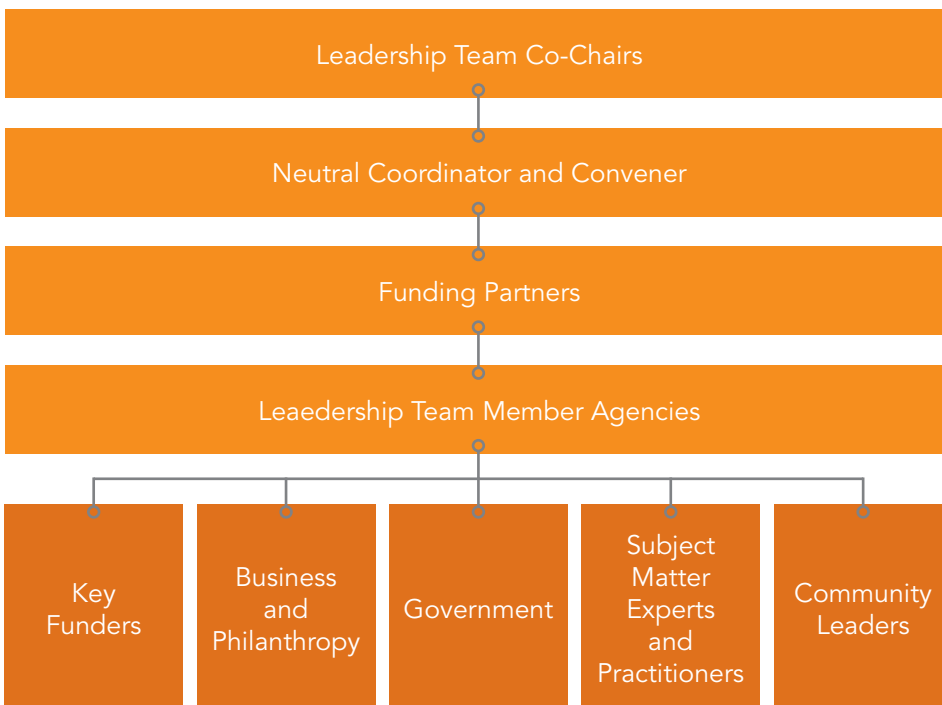 Leadership Team Co-Chairs
Neutral Coordinator and Convener
Funding Partners
Leaedership Team Member Agencies
Key
Funders
Business
and
Philanthropy
Government
Subject
Matter
Experts
and
Practitioners
Community
Leaders